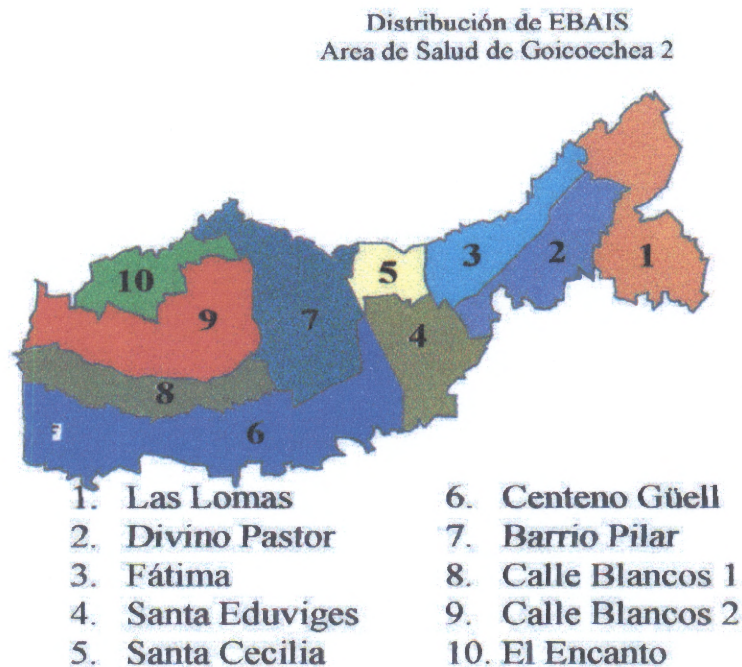 Distribución de EBAIS
Area de Salud de Goicoechea 2
1
2
3
5
4
10
9
7
8
6
F
1. Las Lomas
2. Divino Pastor
3. Fátima
4. Santa Eduviges
5. Santa Cecilia
6. Centeno Güell
7. Barrio Pilar
8. Calle Blancos 1
9. Calle Blancos 2
10. El Encanto